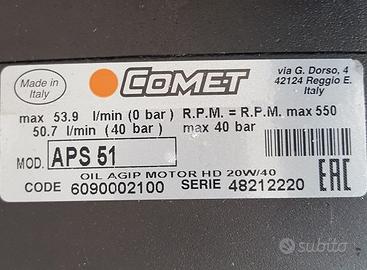 Made in
Italy
COMET
via G. Dorso, 4
42124 Reggio E.
Italy
max 53.9 l/min (0 bar) R.P.M. = R.P.M. max 550
50.7 l/min (40 bar) max 40 bar
MOD. APS 51
OIL AGIP MOTOR HD 20W/40
CODE 6090002100 SERIE 48212220
EAC
subito